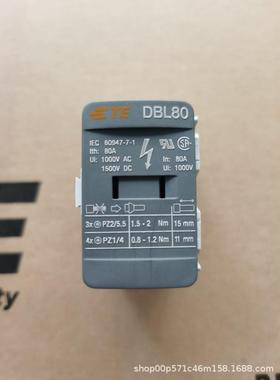 TE DBL80
IEC 60947-7-1
Ith: 80A
Ui: 1000V AC
1500V DC
In: 80A
Ui: 1000V
3x PZ2/5.5 1.5 - 2 Nm 15 mm
4x PZ1/4 0.8 - 1.2 Nm 11 mm
shop00p571c46m158.1688.com